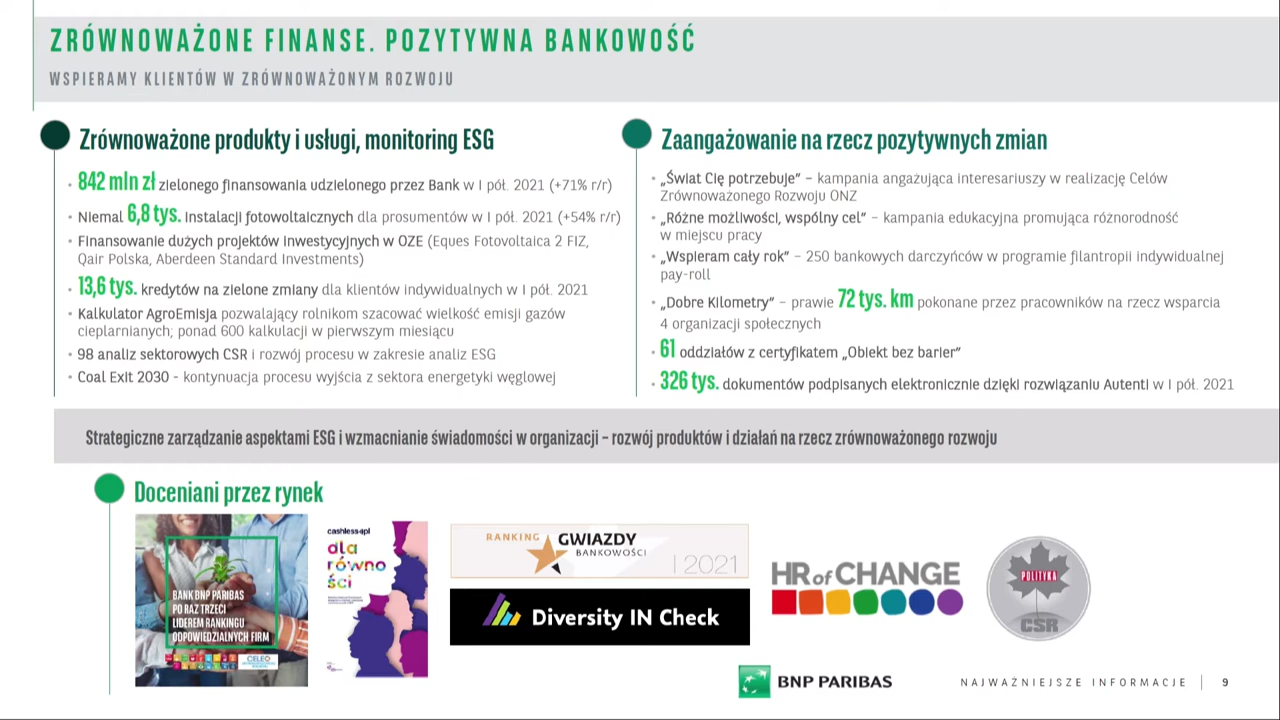 ZRÓWNOWAŻONE FINANSE. POZYTYWNA BANKOWOŚĆ
WSPIERAMY KLIENTÓW W ZRÓWNOWAŻONYM ROZWOJU
Zrównoważone produkty i usługi, monitoring ESG
• 842 mln zł zielonego finansowania udzielonego przez Bank w I pół. 2021 (+71% r/r)
• Niemal 6,8 tys. instalacji fotowoltaicznych dla prosumentów w I pół. 2021 (+54% r/r)
• Finansowanie dużych projektów inwestycyjnych w OZE (Eques Fotovoltaica 2 FIZ,
Qair Polska, Aberdeen Standard Investments)
• 13,6 tys. kredytów na zielone zmiany dla klientów indywidualnych w I pół. 2021
• Kalkulator AgroEmisja pozwalający rolnikom szacować wielkość emisji gazów
cieplarnianych; ponad 600 kalkulacji w pierwszym miesiącu
• 98 analiz sektorowych CSR i rozwój procesu w zakresie analiz ESG
• Coal Exit 2030 - kontynuacja procesu wyjścia z sektora energetyki węglowej
Zaangażowanie na rzecz pozytywnych zmian
• „Świat Cię potrzebuje” – kampania angażująca interesariuszy w realizację Celów
Zrównoważonego Rozwoju ONZ
• „Różne możliwości, wspólny cel” – kampania edukacyjna promująca różnorodność
w miejscu pracy
• „Wspieram cały rok” – 250 bankowych darczyńców w programie filantropii indywidualnej
pay-roll
• „Dobre Kilometry” – prawie 72 tys. km pokonane przez pracowników na rzecz wsparcia
4 organizacji społecznych
• 61 oddziałów z certyfikatem „Obiekt bez barier”
• 326 tys. dokumentów podpisanych elektronicznie dzięki rozwiązaniu Autenti w I pół. 2021
Strategiczne zarządzanie aspektami ESG i wzmacnianie świadomości w organizacji – rozwój produktów i działań na rzecz zrównoważonego rozwoju
Doceniani przez rynek
BANK BNP PARIBAS
PO RAZ TRZECI
LIDEREM RANKINGU
ODPOWIEDZIALNYCH FIRM
CELEO
cashless.pl
dla
równo
ści
RANKING GWIAZDY
BANKOWOŚCI
| 2021
Diversity IN Check
HR of CHANGE
POLITYKA
CSR
BNP PARIBAS
NAJWAŻNIEJSZE INFORMACJE | 9